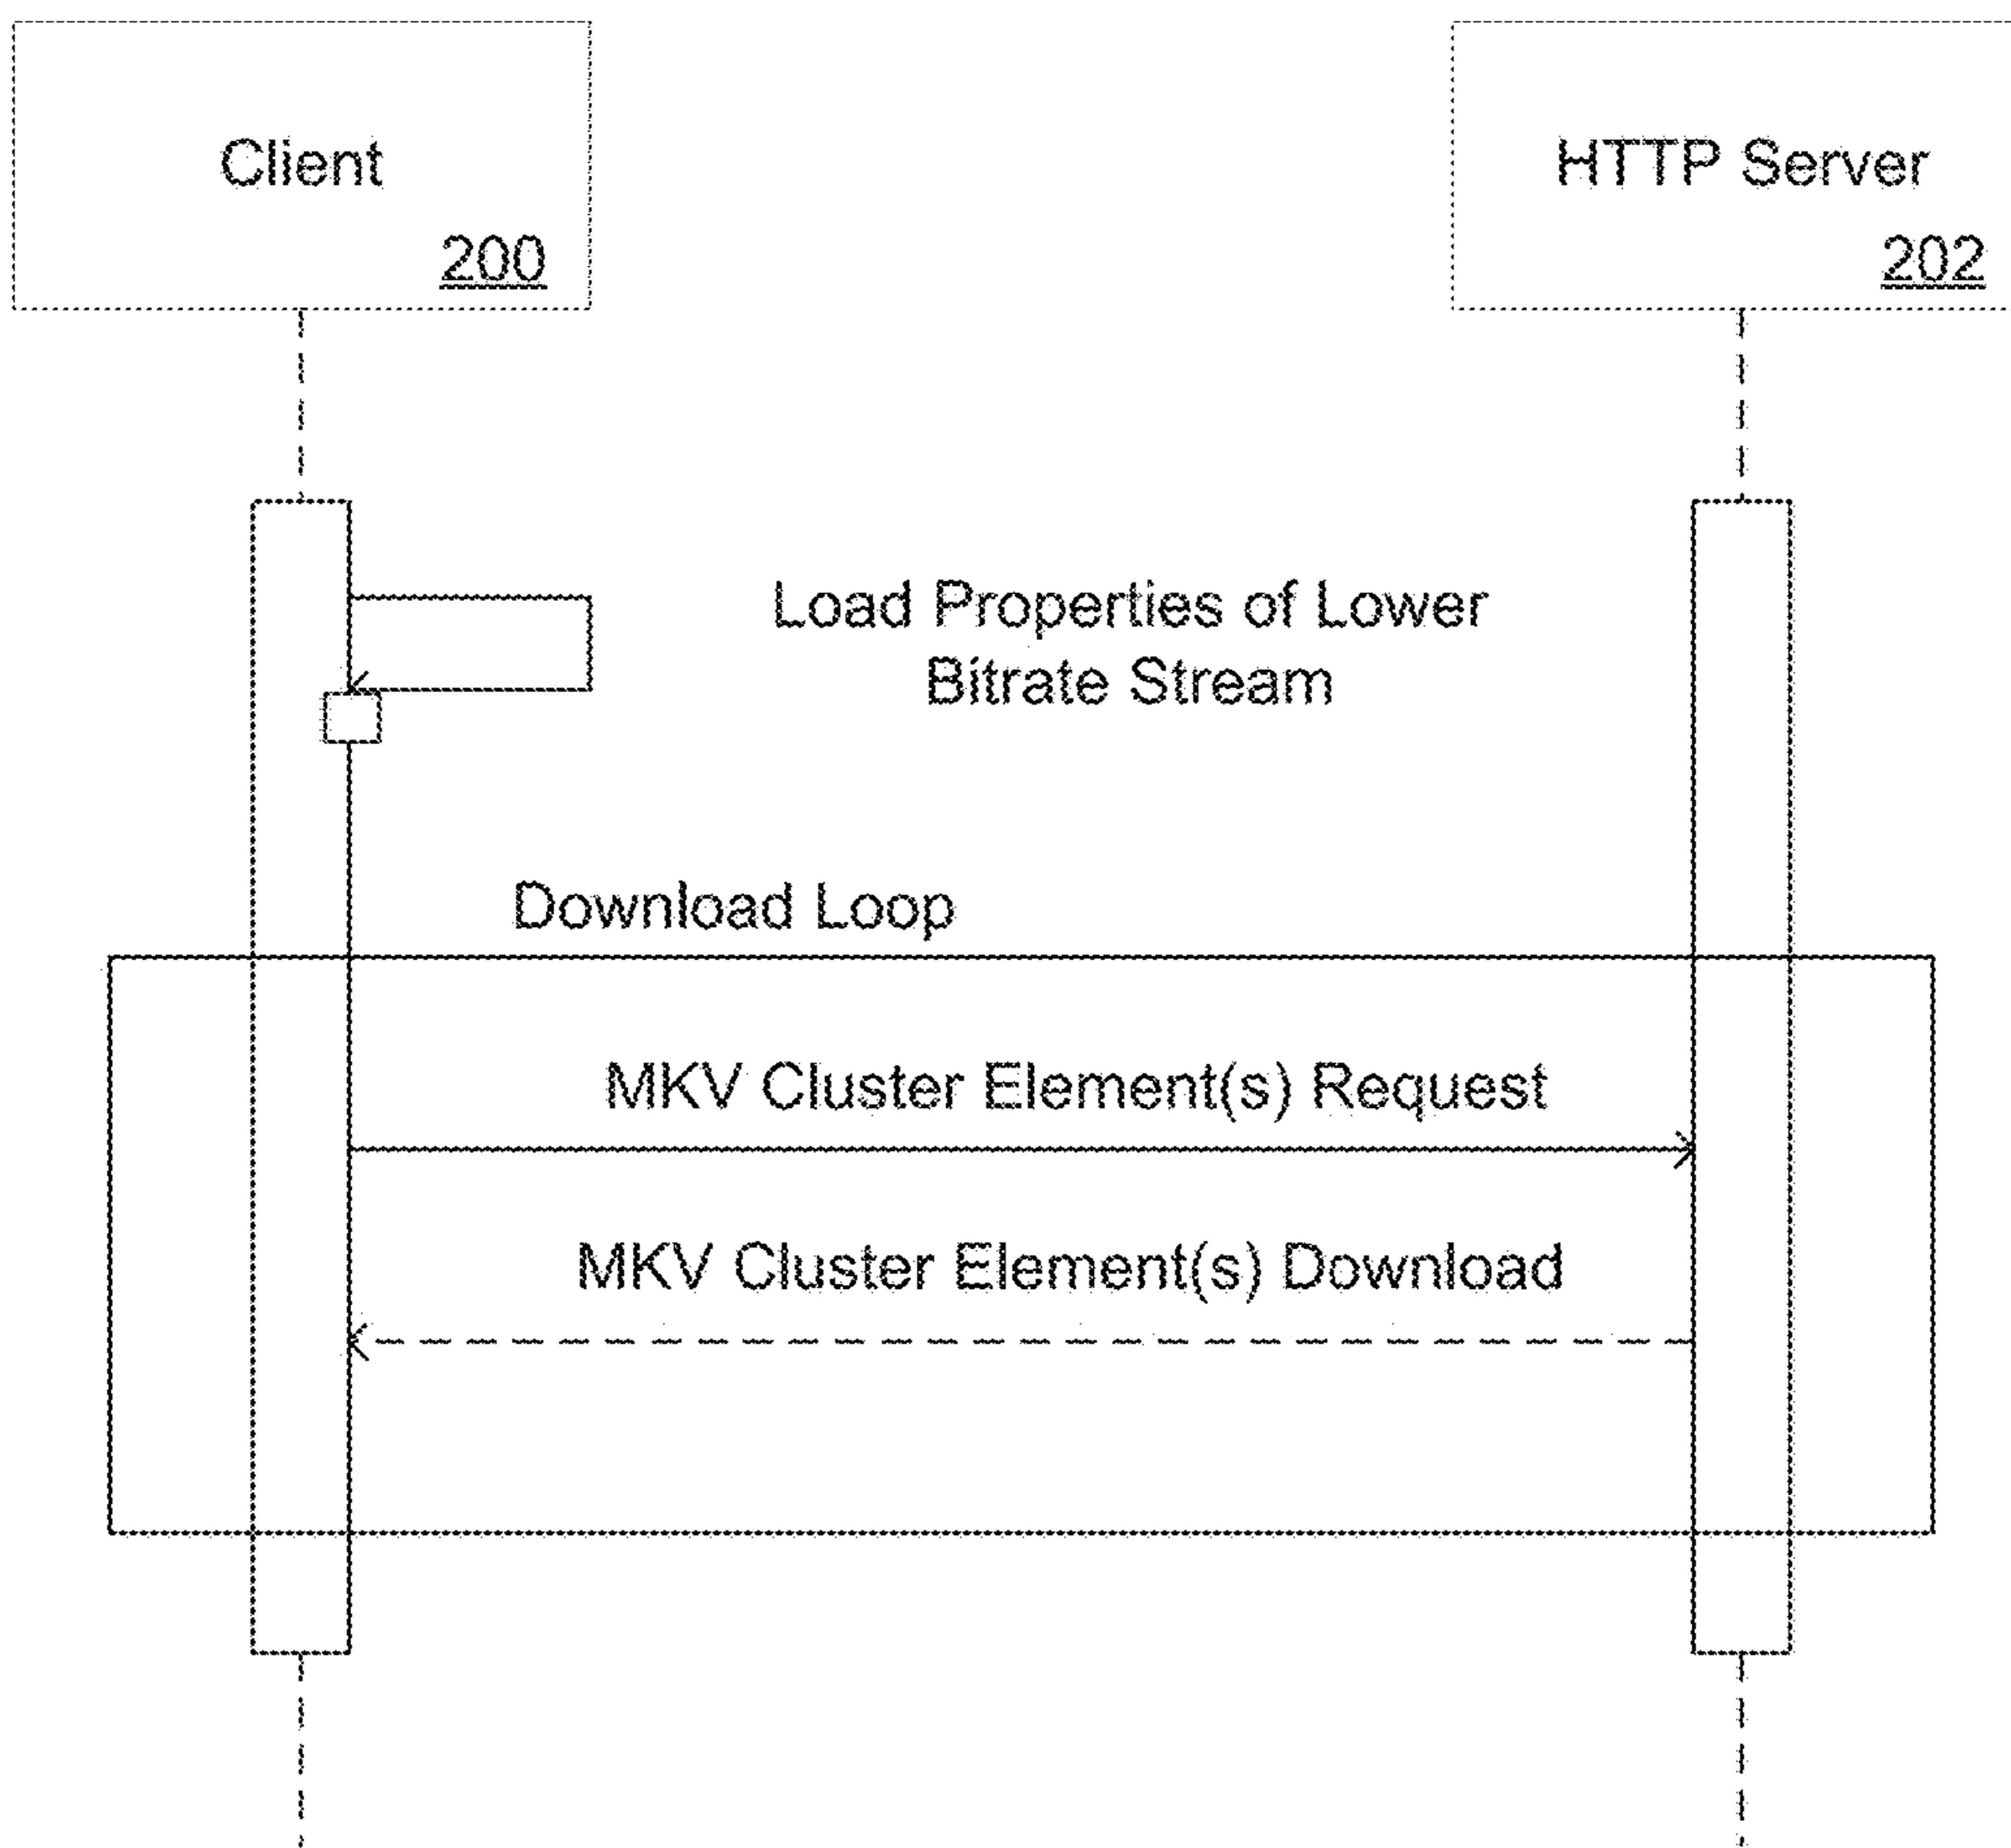 Client
200
HTTP Server
202
Load Properties of Lower
Bitrate Stream
Download Loop
MKV Cluster Element(s) Request
MKV Cluster Element(s) Download